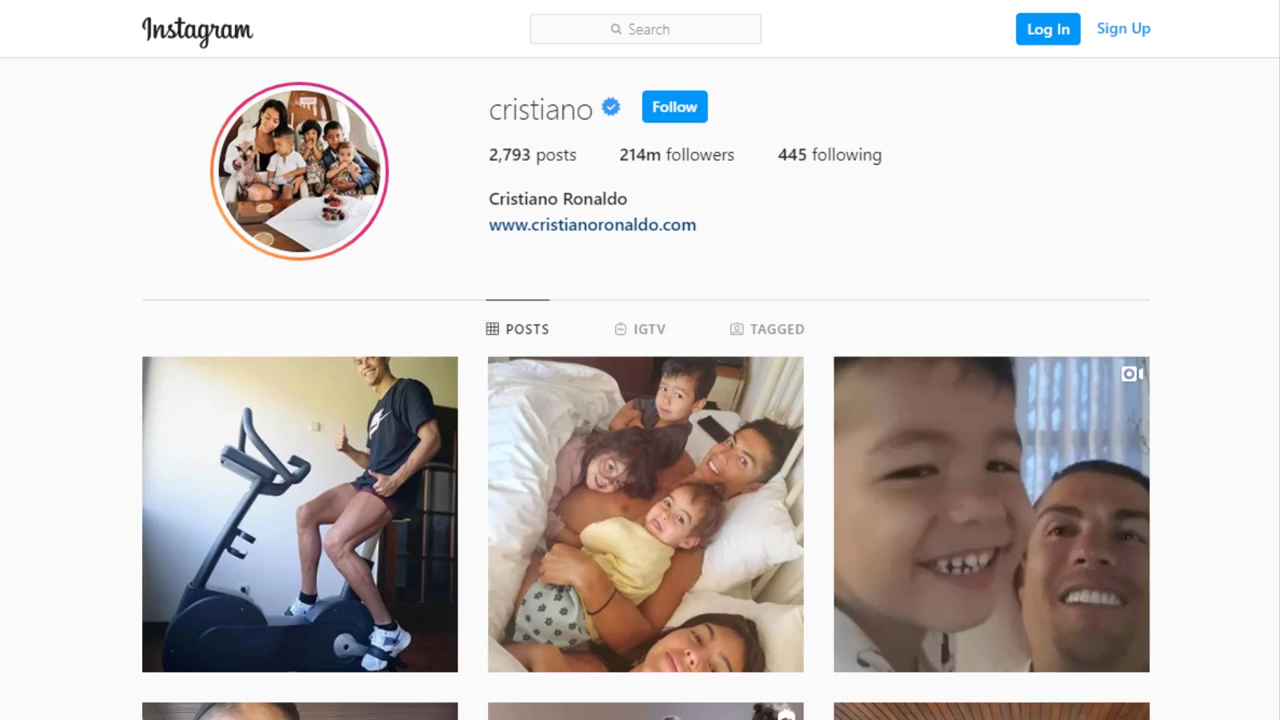 Instagram
Search
Log In
Sign Up
cristiano
Follow
2,793 posts
214m followers
445 following
Cristiano Ronaldo
www.cristianoronaldo.com
POSTS
IGTV
TAGGED